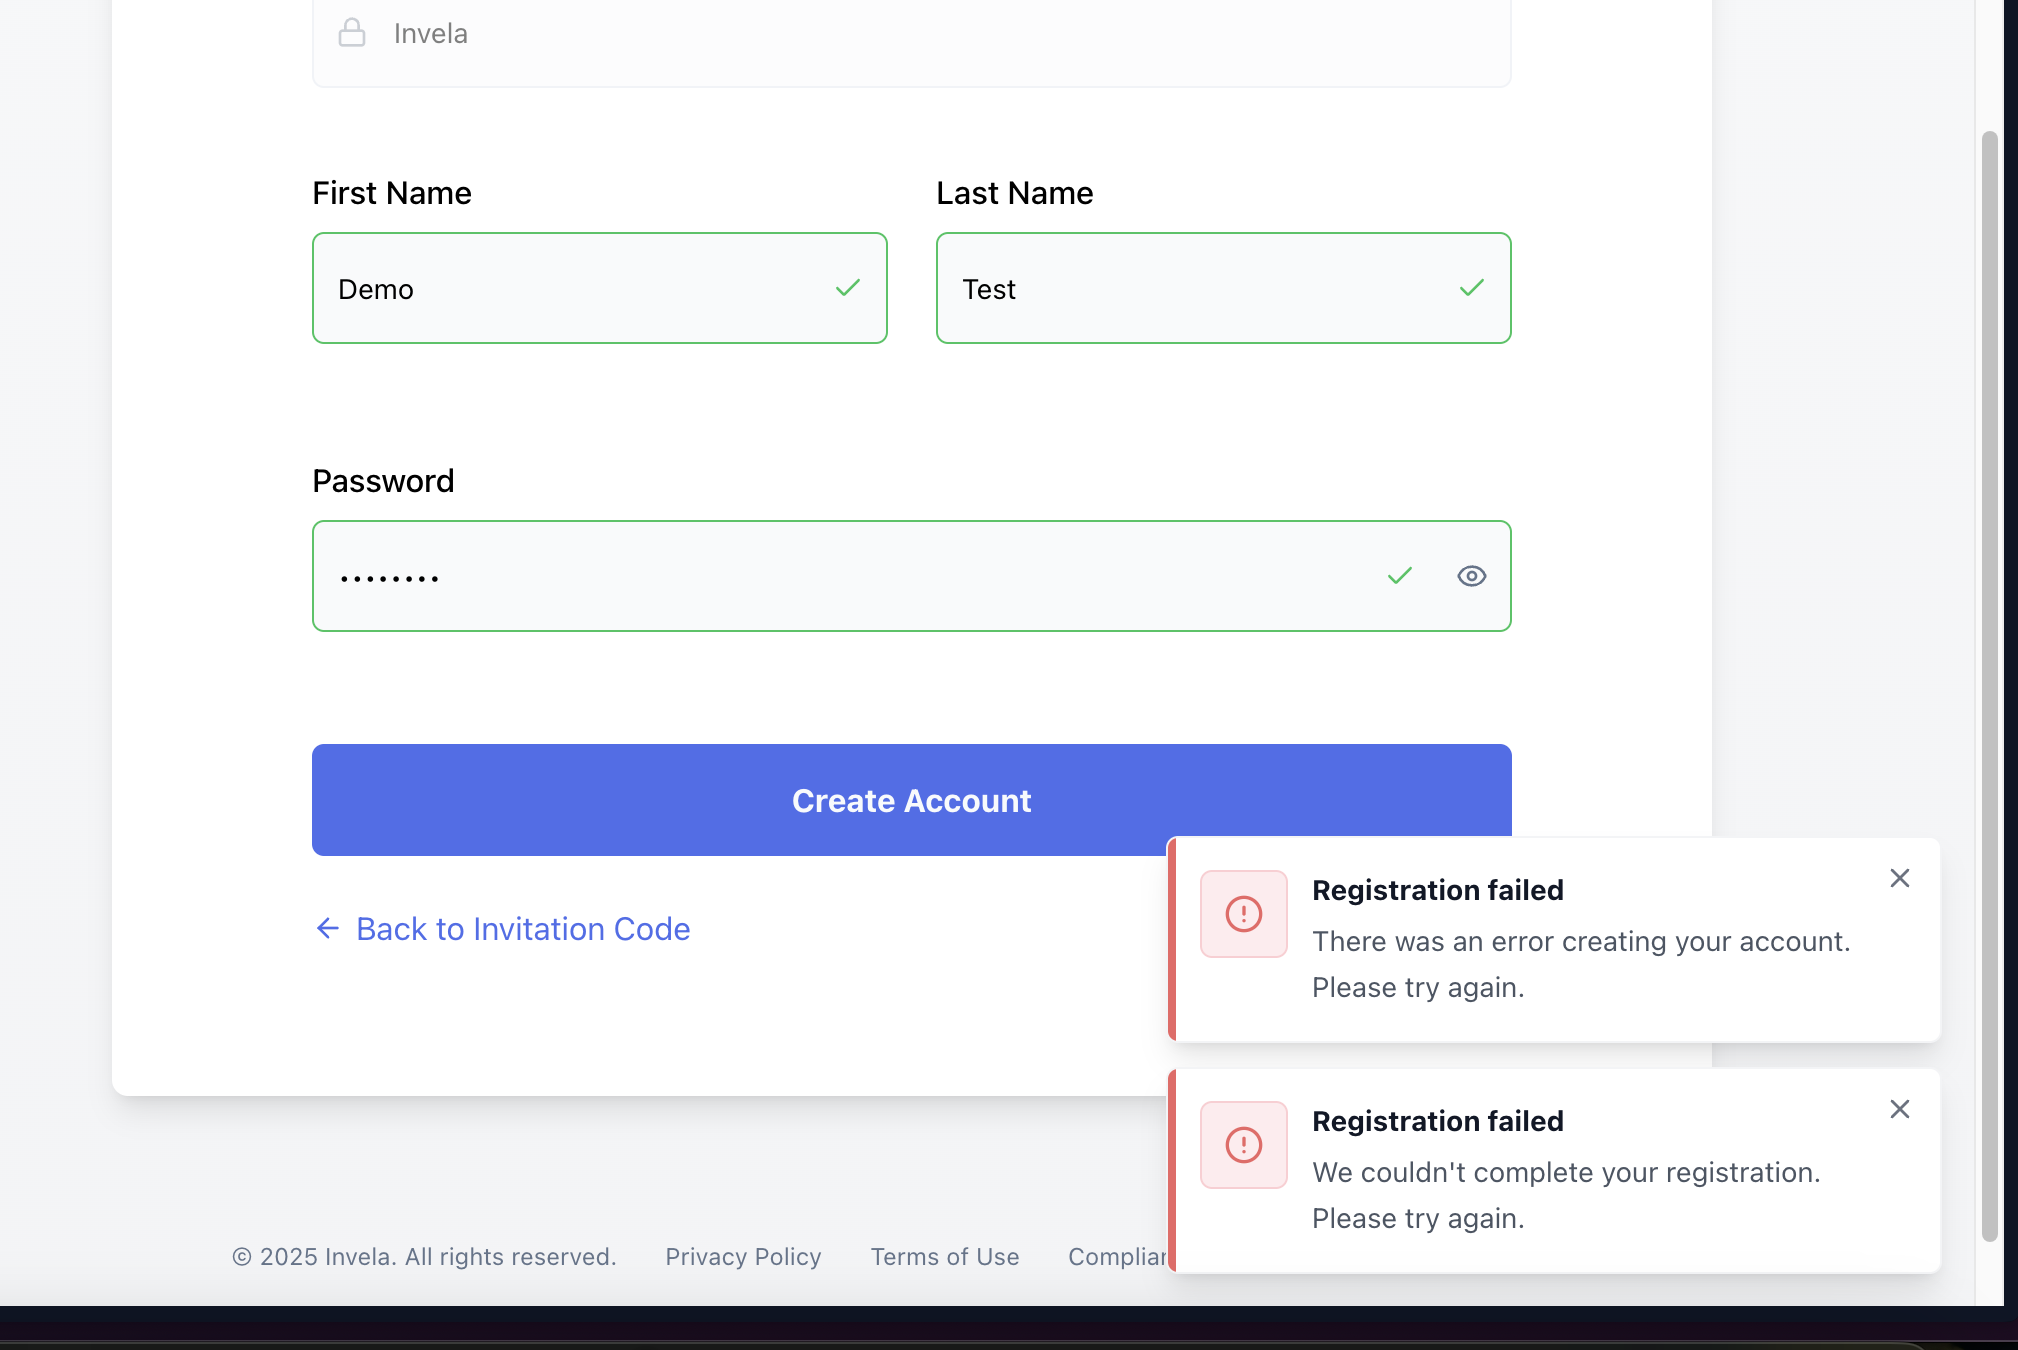 Invela
First Name
Last Name
Demo
Test
Password
Create Account
Back to Invitation Code
Registration failed
There was an error creating your account.
Please try again.
Registration failed
We couldn't complete your registration.
Please try again.
© 2025 Invela. All rights reserved.
Privacy Policy
Terms of Use